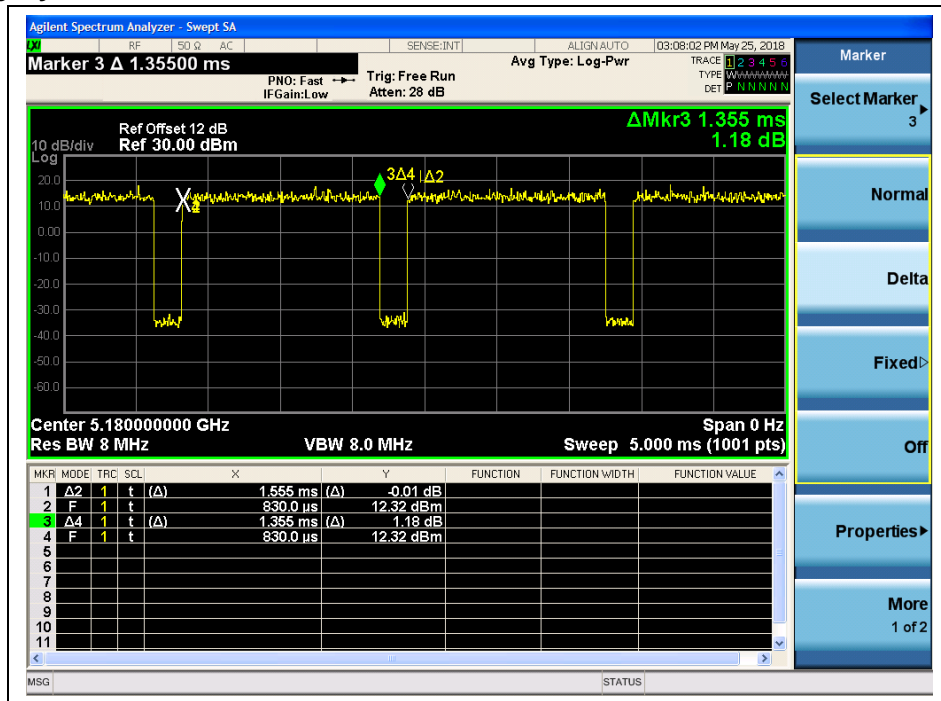 Agilent Spectrum Analyzer - Swept SA
LXI RF 50 Ω AC SENSE:INT ALIGN AUTO 03:08:02 PM May 25, 2018
Marker 3 Δ 1.35500 ms
PNO: Fast Trig: Free Run
IFGain:Low Atten: 28 dB
Avg Type: Log-Pwr
TRACE 1 2 3 4 5 6
TYPE
DET P N N N N N
ΔMkr3 1.355 ms
1.18 dB
Ref Offset 12 dB
10 dB/div Ref 30.00 dBm
Log
20.0
10.0
0.00
-10.0
-20.0
-30.0
-40.0
-50.0
-60.0
3Δ4 Δ2
Center 5.180000000 GHz Span 0 Hz
Res BW 8 MHz VBW 8.0 MHz Sweep 5.000 ms (1001 pts)
MKR MODE TRC SCL X Y FUNCTION FUNCTION WIDTH FUNCTION VALUE
1 Δ2 1 t (Δ) 1.555 ms (Δ) -0.01 dB
2 F 1 t 830.0 µs 12.32 dBm
3 Δ4 1 t (Δ) 1.355 ms (Δ) 1.18 dB
4 F 1 t 830.0 µs 12.32 dBm
5
6
7
8
9
10
11
MSG STATUS
Marker
Select Marker
3
Normal
Delta
Fixed
Off
Properties
More
1 of 2